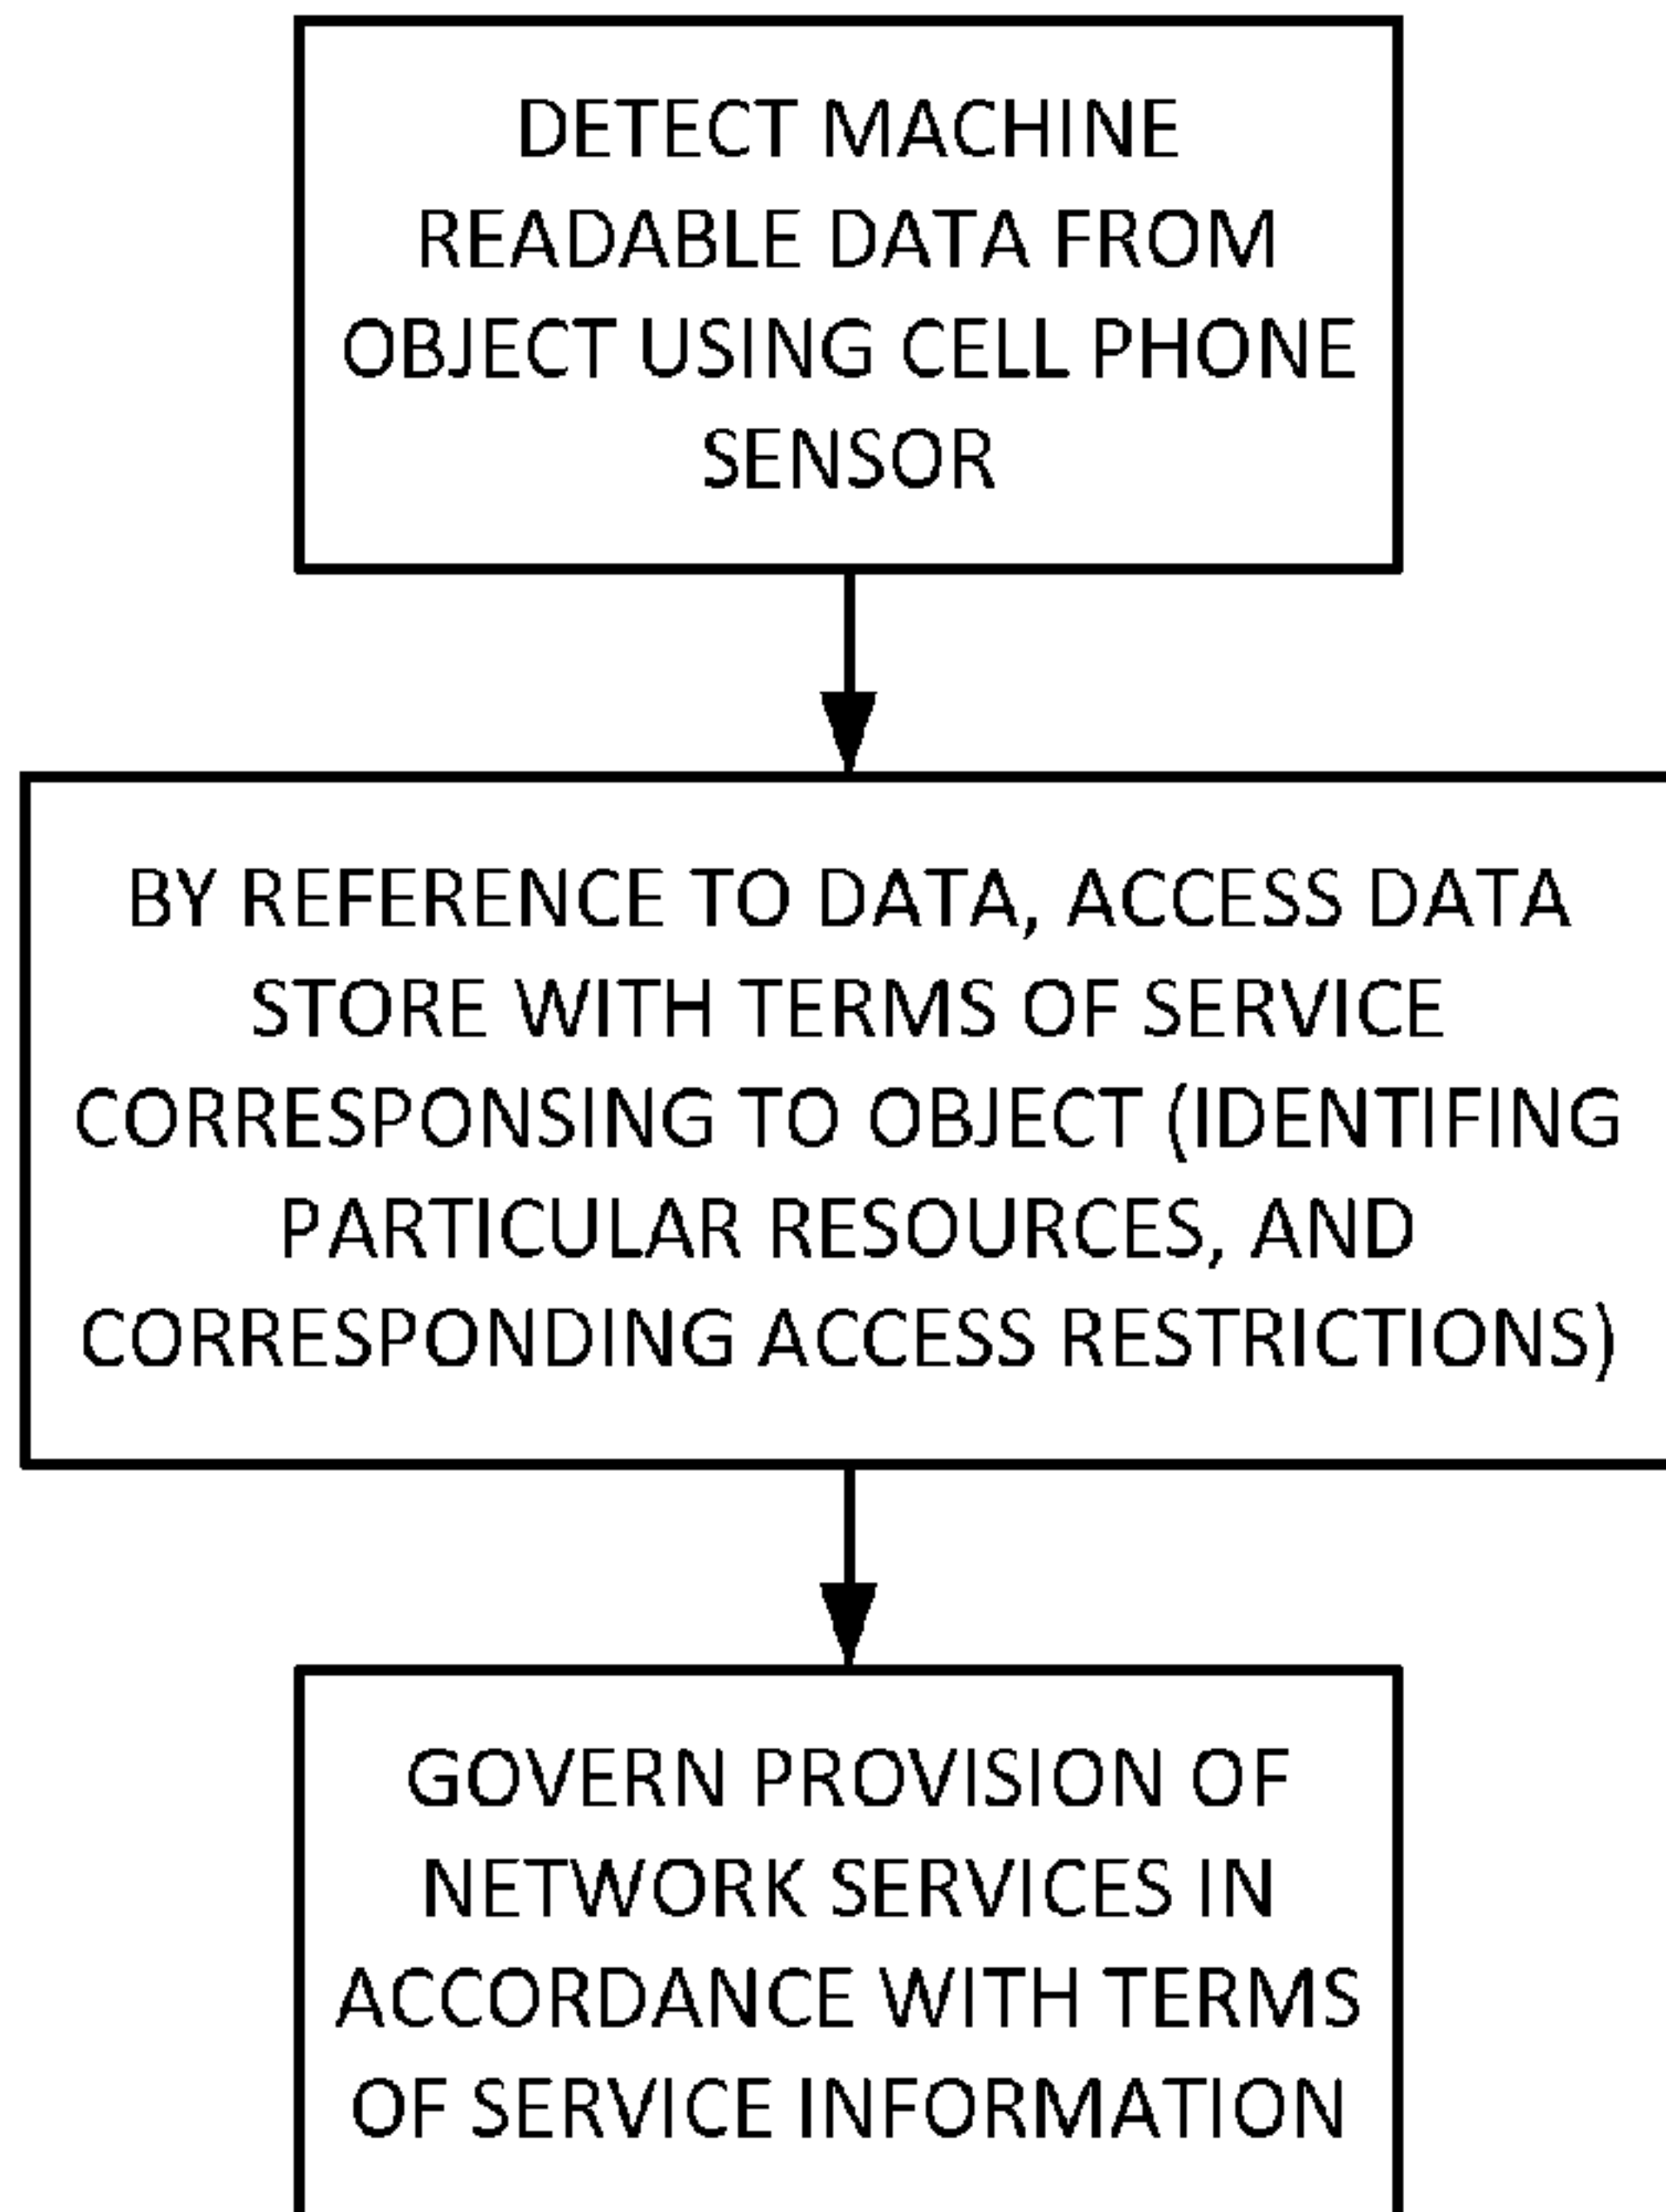 DETECT MACHINE
READABLE DATA FROM
OBJECT USING CELL PHONE
SENSOR
BY REFERENCE TO DATA, ACCESS DATA
STORE WITH TERMS OF SERVICE
CORRESPONSING TO OBJECT (IDENTIFING
PARTICULAR RESOURCES, AND
CORRESPONDING ACCESS RESTRICTIONS)
GOVERN PROVISION OF
NETWORK SERVICES IN
ACCORDANCE WITH TERMS
OF SERVICE INFORMATION